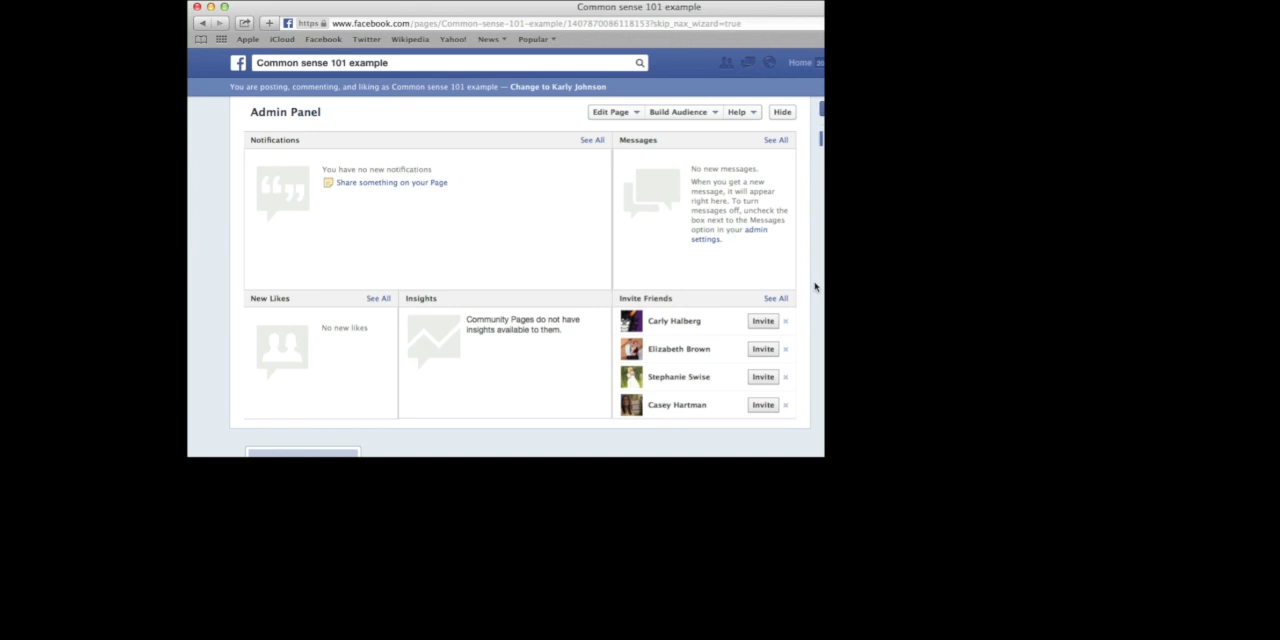 Common sense 101 example
https www.facebook.com/pages/Common-sense-101-example/1407870086118153?skip_nax_wizard=true
Apple iCloud Facebook Twitter Wikipedia Yahoo! News Popular
Common sense 101 example
Home 20
You are posting, commenting, and liking as Common sense 101 example — Change to Karly Johnson
Admin Panel
Edit Page Build Audience Help Hide
Notifications See All
Messages See All
You have no new notifications
Share something on your Page
No new messages.
When you get a new
message, it will appear
right here. To turn
messages off, uncheck the
box next to the Messages
option in your admin
settings.
New Likes See All
Insights
Invite Friends See All
No new likes
Community Pages do not have
insights available to them.
Carly Halberg Invite
Elizabeth Brown Invite
Stephanie Swise Invite
Casey Hartman Invite